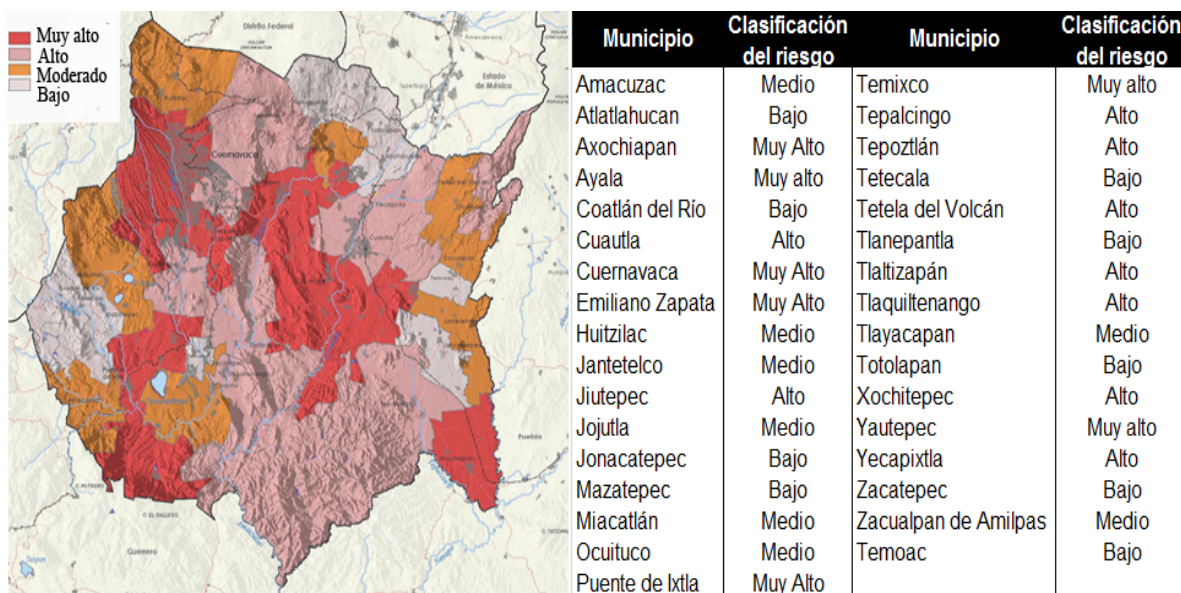 Muy alto
Alto
Moderado
Bajo
Distrito Federal
Estado
de México
Cuernavaca
Cuautla
Yecapixtla
Temoac
Jantetelco
Mazatepec
Puebla
Guerrero
Municipio Clasificación del riesgo Municipio Clasificación del riesgo
Amacuzac Medio Temixco Muy alto
Atlatlahucan Bajo Tepalcingo Alto
Axochiapan Muy Alto Tepoztlán Alto
Ayala Muy alto Tetecala Bajo
Coatlán del Río Bajo Tetela del Volcán Alto
Cuautla Alto Tlanepantla Bajo
Cuernavaca Muy Alto Tlaltizapán Alto
Emiliano Zapata Muy Alto Tlaquiltenango Alto
Huitzilac Medio Tlayacapan Medio
Jantetelco Medio Totolapan Bajo
Jiutepec Alto Xochitepec Alto
Jojutla Medio Yautepec Muy alto
Jonacatepec Bajo Yecapixtla Alto
Mazatepec Bajo Zacatepec Bajo
Miacatlán Medio Zacualpan de Amilpas Medio
Ocuituco Medio Temoac Bajo
Puente de Ixtla Muy Alto